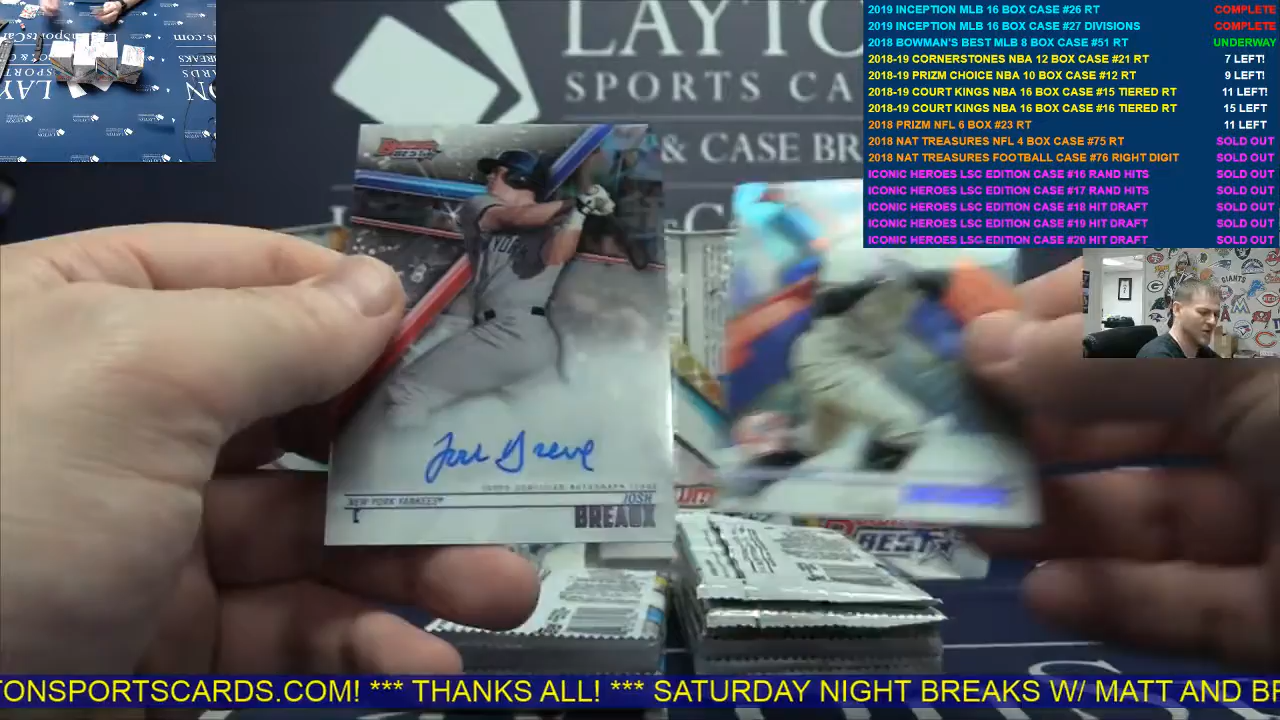 2019 INCEPTION MLB 16 BOX CASE #26 RT COMPLETE
2019 INCEPTION MLB 16 BOX CASE #27 DIVISIONS COMPLETE
2018 BOWMAN'S BEST MLB 8 BOX CASE #51 RT UNDERWAY
2018-19 CORNERSTONES NBA 12 BOX CASE #21 RT 7 LEFT!
2018-19 PRIZM CHOICE NBA 10 BOX CASE #12 RT 9 LEFT!
2018-19 COURT KINGS NBA 16 BOX CASE #15 TIERED RT 11 LEFT!
2018-19 COURT KINGS NBA 16 BOX CASE #16 TIERED RT 15 LEFT
2018 PRIZM NFL 6 BOX #23 RT 11 LEFT
2018 NAT TREASURES NFL 4 BOX CASE #75 RT SOLD OUT
2018 NAT TREASURES FOOTBALL CASE #76 RIGHT DIGIT SOLD OUT
ICONIC HEROES LSC EDITION CASE #16 RAND HITS SOLD OUT
ICONIC HEROES LSC EDITION CASE #17 RAND HITS SOLD OUT
ICONIC HEROES LSC EDITION CASE #18 HIT DRAFT SOLD OUT
ICONIC HEROES LSC EDITION CASE #19 HIT DRAFT SOLD OUT
ICONIC HEROES LSC EDITION CASE #20 HIT DRAFT SOLD OUT
LAYTO
SPORTS CA
& CASE BR
BEST
NEW YORK YANKEES
C
TOPPS CERTIFIED AUTOGRAPH ISSUE
JOSH
BREAUX
BEST
GIANTS
TONSPORTSCARDS.COM! *** THANKS ALL! *** SATURDAY NIGHT BREAKS W/ MATT AND BR